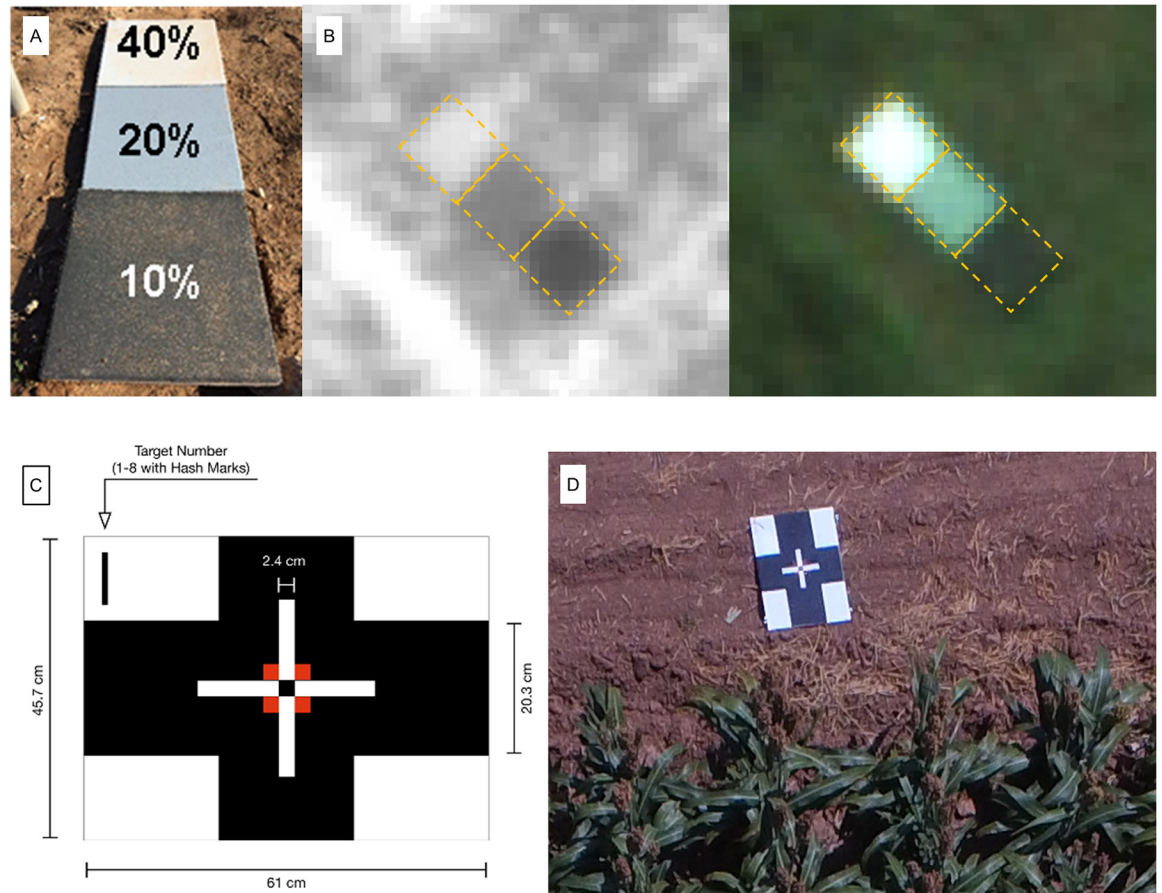 A
40%
20%
10%
B
C
Target Number
(1-8 with Hash Marks)
2.4 cm
45.7 cm
20.3 cm
61 cm
D